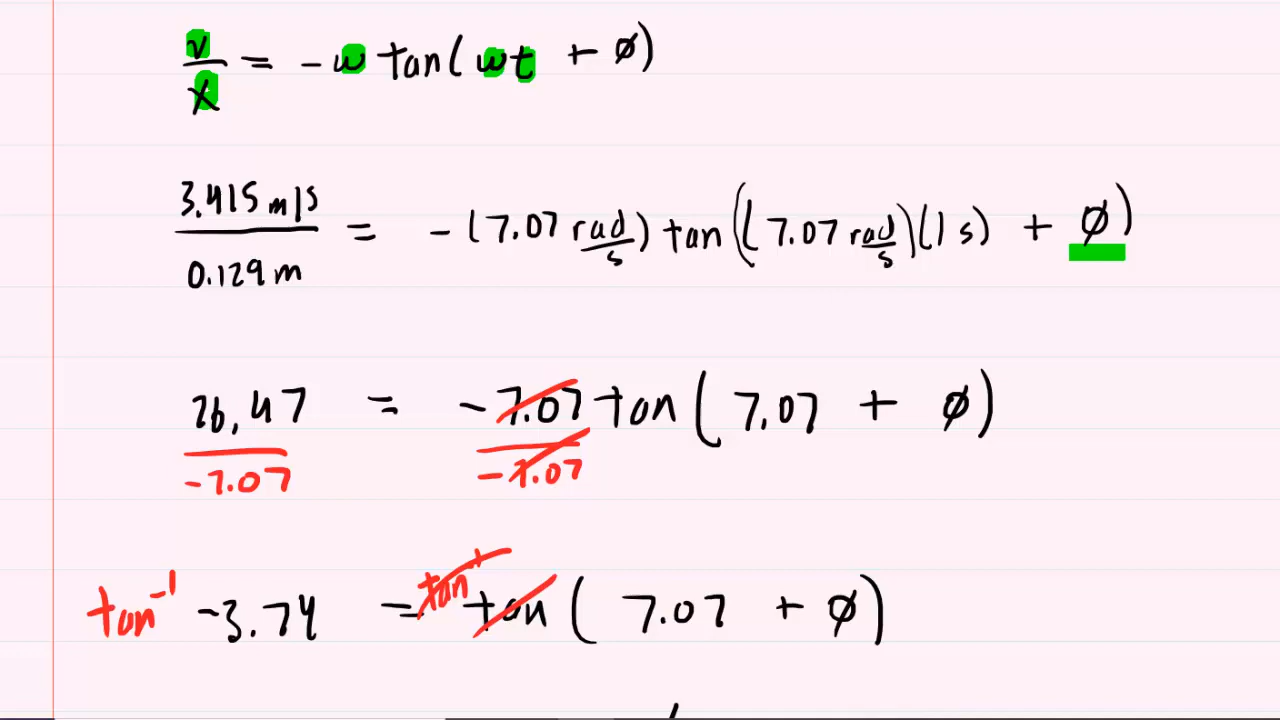 v/x = - w tan(wt + ø)
3.415 m/s / 0.129 m = - (7.07 rad/s) tan((7.07 rad/s)(1 s) + ø)
26.47 / -7.07 = - 7.07 / -7.07 tan(7.07 + ø)
tan⁻¹ -3.74 = tan⁻¹ tan(7.07 + ø)